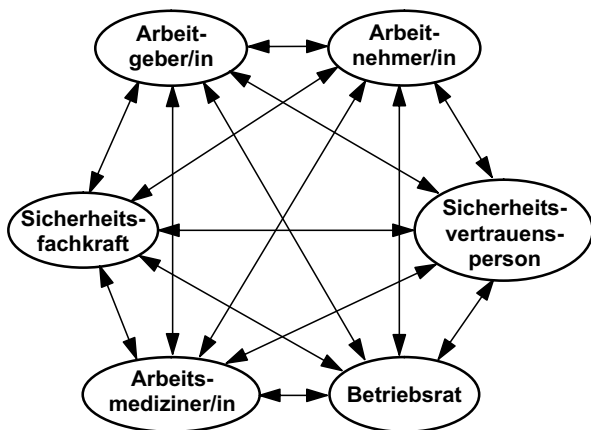 Arbeit-
geber/in
Arbeit-
nehmer/in
Sicherheits-
fachkraft
Sicherheits-
vertrauens-
person
Arbeits-
mediziner/in
Betriebsrat